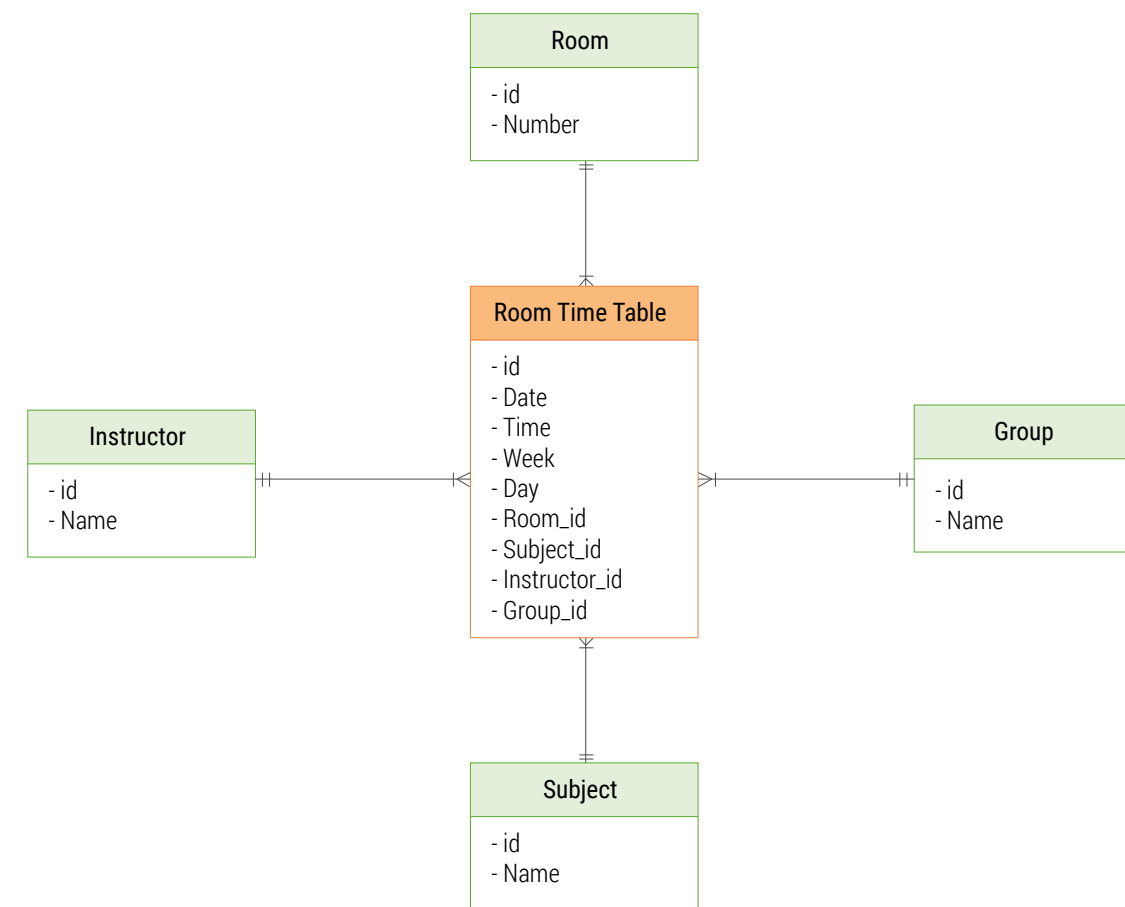 Room
- id
- Number
Room Time Table
- id
- Date
- Time
- Week
- Day
- Room_id
- Subject_id
- Instructor_id
- Group_id
Instructor
- id
- Name
Group
- id
- Name
Subject
- id
- Name